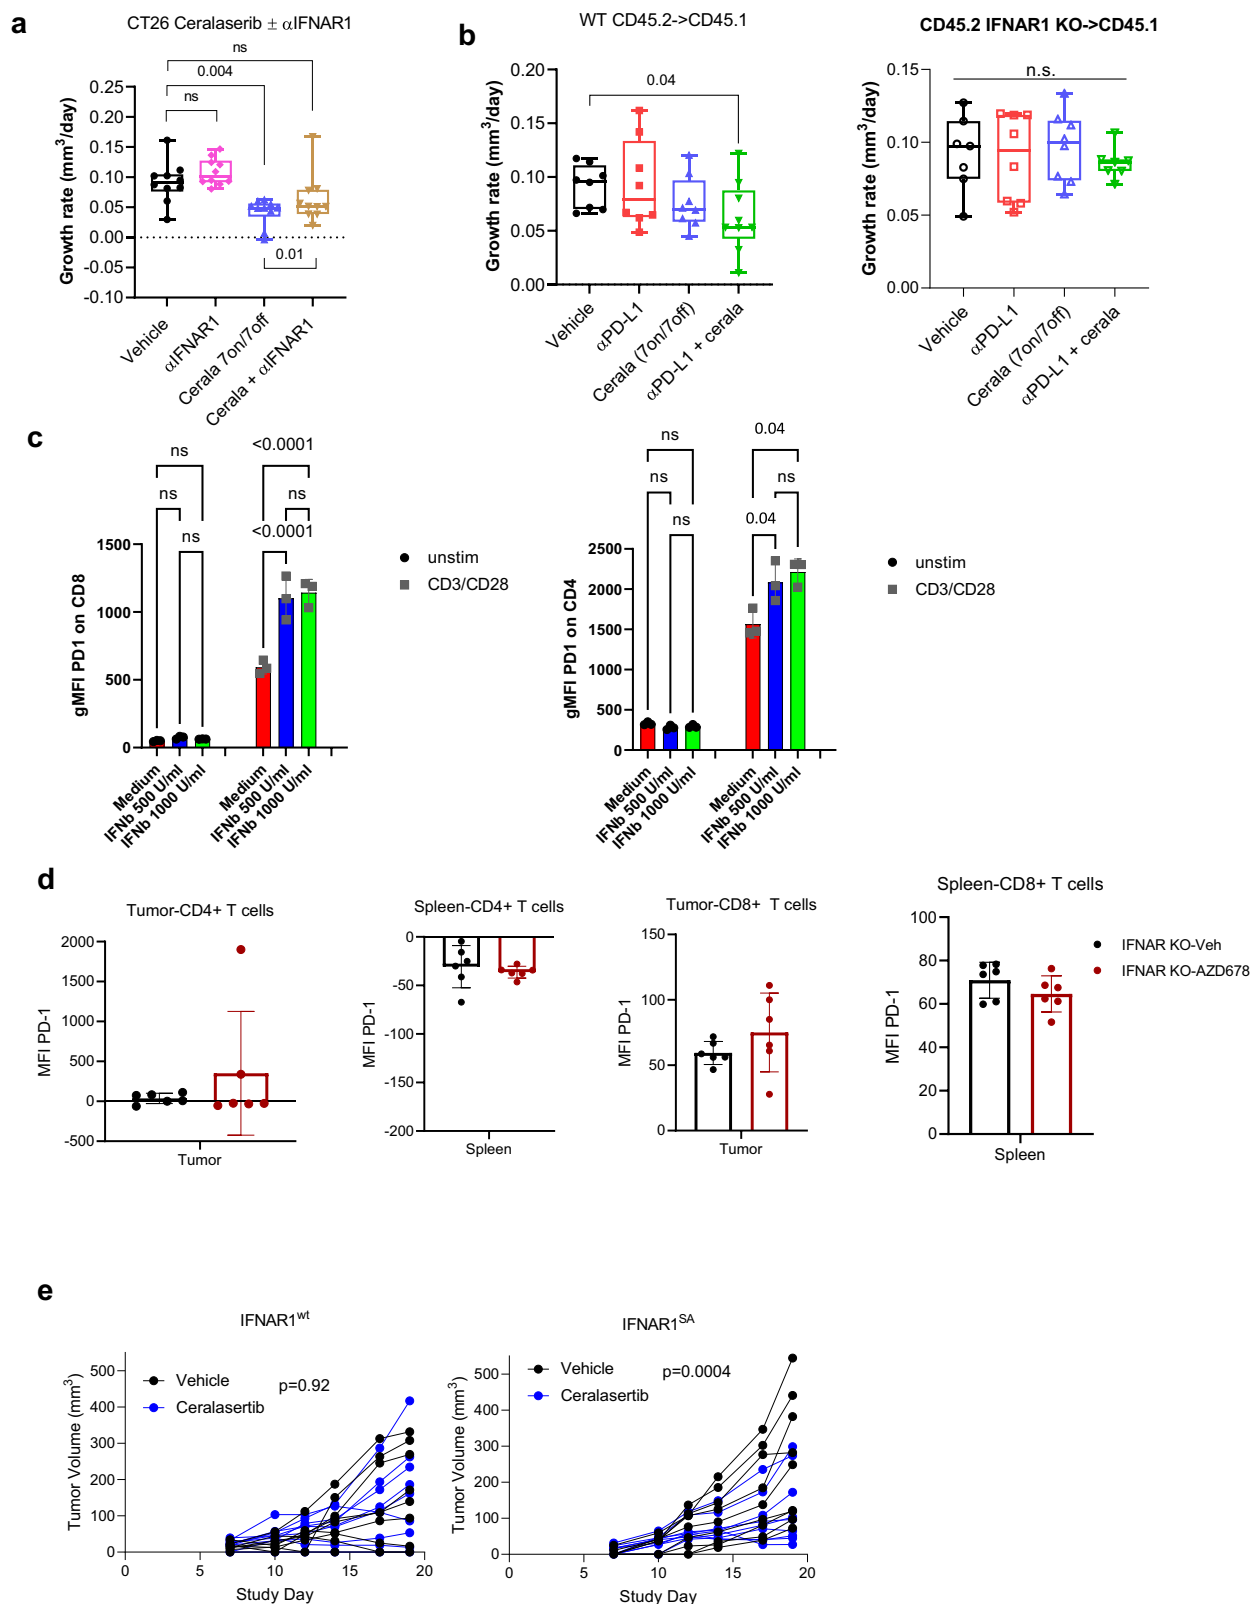 a
CT26 Ceralaserib ± αIFNAR1
ns
0.004
ns
0.01
Growth rate (mm³/day)
0.25
0.20
0.15
0.10
0.05
0.00
-0.05
-0.10
Vehicle
αIFNAR1
Cerala 7on/7off
Cerala + αIFNAR1
b
WT CD45.2->CD45.1
0.04
Growth rate (mm³/day)
0.20
0.15
0.10
0.05
0.00
Vehicle
αPD-L1
Cerala (7on/7off)
αPD-L1 + cerala
CD45.2 IFNAR1 KO->CD45.1
n.s.
Growth rate (mm³/day)
0.15
0.10
0.05
0.00
Vehicle
αPD-L1
Cerala (7on/7off)
αPD-L1 + cerala
c
ns
ns
ns
<0.0001
ns
<0.0001
gMFI PD1 on CD8
1500
1000
500
0
Medium
IFNb 500 U/ml
IFNb 1000 U/ml
Medium
IFNb 500 U/ml
IFNb 1000 U/ml
unstim
CD3/CD28
ns
ns
ns
0.04
ns
0.04
gMFI PD1 on CD4
2500
2000
1500
1000
500
0
Medium
IFNb 500 U/ml
IFNb 1000 U/ml
Medium
IFNb 500 U/ml
IFNb 1000 U/ml
unstim
CD3/CD28
d
Tumor-CD4+ T cells
MFI PD-1
2000
1500
1000
500
0
-500
Tumor
Spleen-CD4+ T cells
MFI PD-1
0
-50
-100
-150
-200
Spleen
Tumor-CD8+ T cells
MFI PD-1
150
100
50
0
Tumor
Spleen-CD8+ T cells
MFI PD-1
100
80
60
40
20
0
Spleen
IFNAR KO-Veh
IFNAR KO-AZD678
e
IFNAR1ʷᵗ
Vehicle
Ceralasertib
p=0.92
Tumor Volume (mm³)
500
400
300
200
100
0
0
5
10
15
20
Study Day
IFNAR1ˢᴬ
Vehicle
Ceralasertib
p=0.0004
Tumor Volume (mm³)
500
400
300
200
100
0
0
5
10
15
20
Study Day